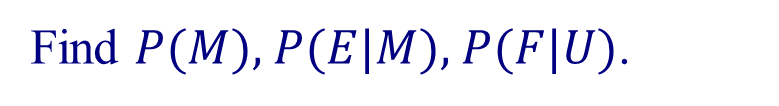 Find P(M), P(E|M), P(F|U).